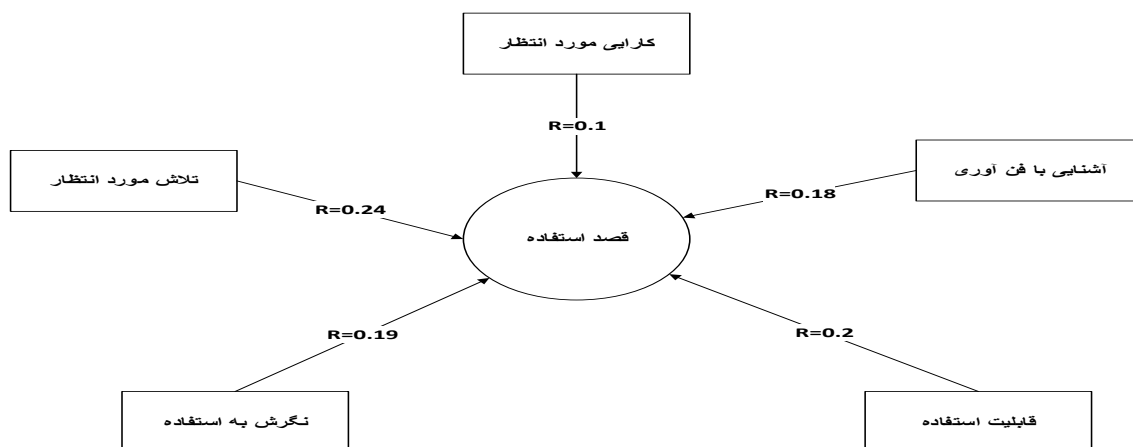 کارایی مورد انتظار
R=0.1
تلاش مورد انتظار
آشنایی با فن آوری
R=0.24
R=0.18
قصد استفاده
R=0.19
R=0.2
نگرش به استفاده
قابلیت استفاده